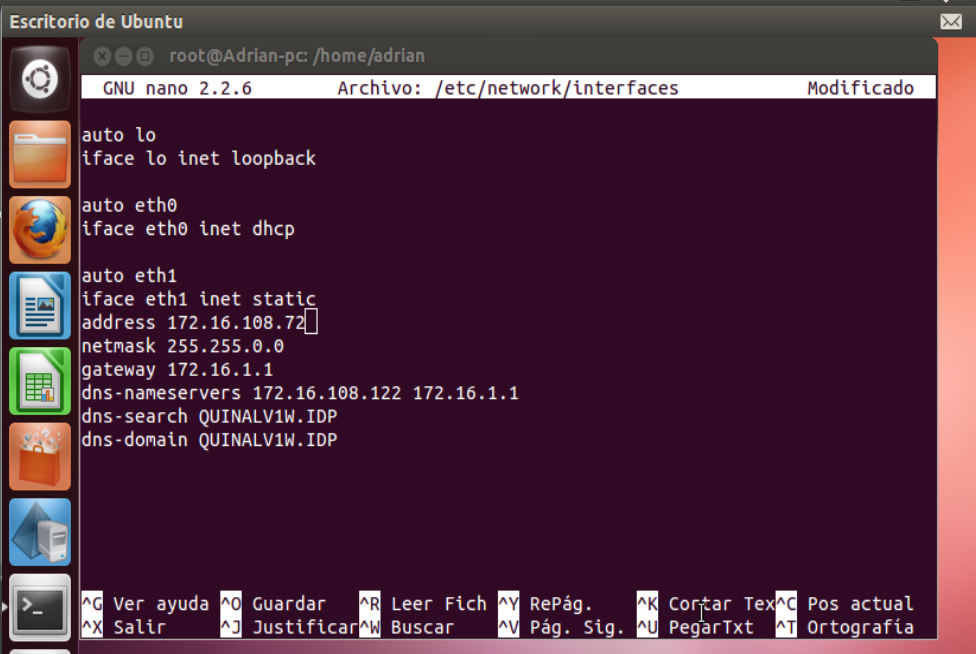 Escritorio de Ubuntu
root@Adrian-pc: /home/adrian
GNU nano 2.2.6 Archivo: /etc/network/interfaces Modificado
auto lo
iface lo inet loopback
auto eth0
iface eth0 inet dhcp
auto eth1
iface eth1 inet static
address 172.16.108.72
netmask 255.255.0.0
gateway 172.16.1.1
dns-nameservers 172.16.108.122 172.16.1.1
dns-search QUINALV1W.IDP
dns-domain QUINALV1W.IDP
^G Ver ayuda ^O Guardar ^R Leer Fich ^Y RePág. ^K Cortar Tex^C Pos actual
^X Salir ^J Justificar^W Buscar ^V Pág. Sig. ^U PegarTxt ^T Ortografía